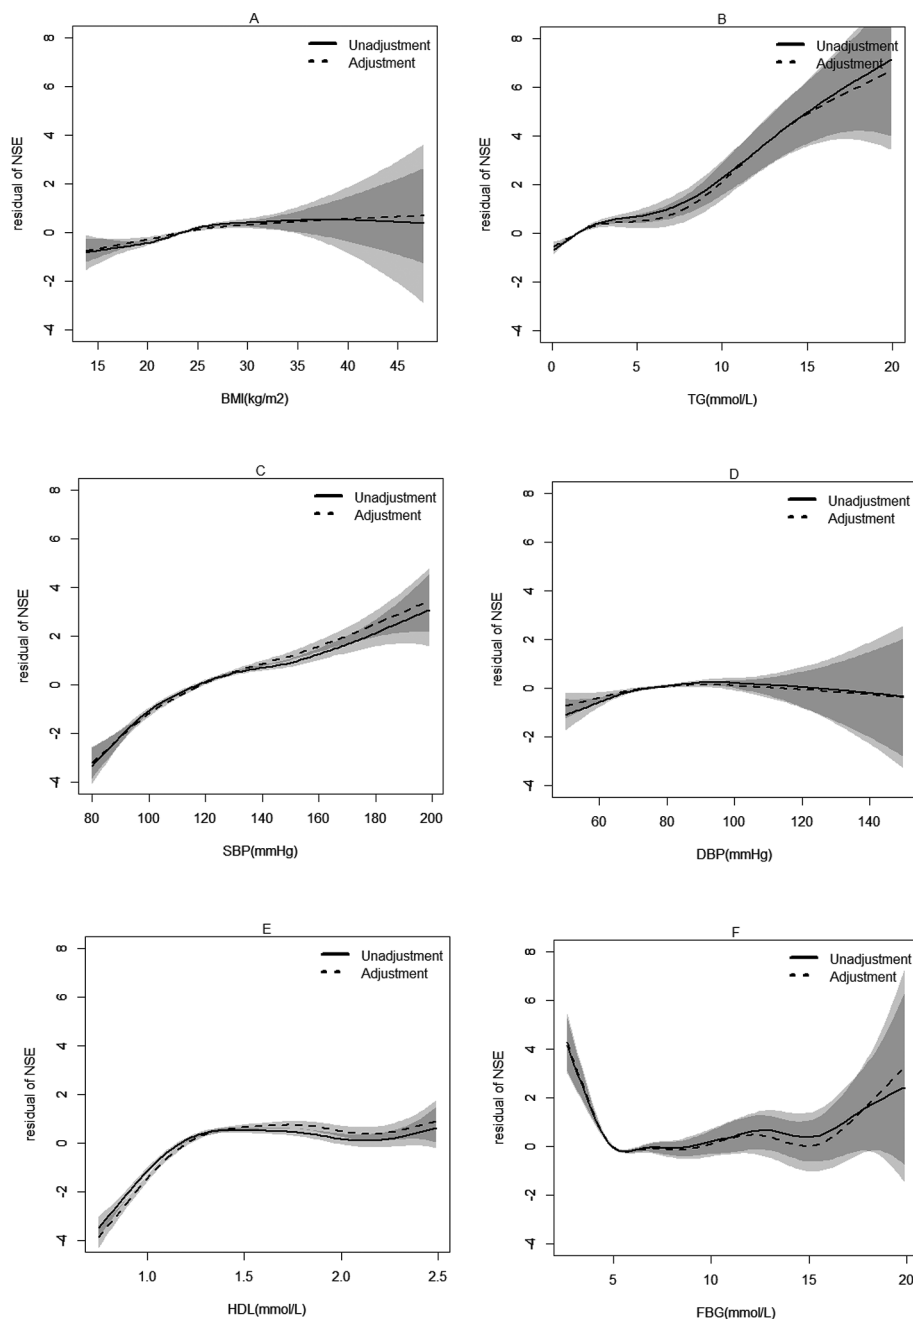 A
8
6
4
2
0
-2
-4
residual of NSE
Unadjustment
Adjustment
15 20 25 30 35 40 45
BMI(kg/m2)
B
8
6
4
2
0
-2
-4
residual of NSE
Unadjustment
Adjustment
0 5 10 15 20
TG(mmol/L)
C
8
6
4
2
0
-2
-4
residual of NSE
Unadjustment
Adjustment
80 100 120 140 160 180 200
SBP(mmHg)
D
8
6
4
2
0
-2
-4
residual of NSE
Unadjustment
Adjustment
60 80 100 120 140
DBP(mmHg)
E
8
6
4
2
0
-2
-4
residual of NSE
Unadjustment
Adjustment
1.0 1.5 2.0 2.5
HDL(mmol/L)
F
8
6
4
2
0
-2
-4
residual of NSE
Unadjustment
Adjustment
5 10 15 20
FBG(mmol/L)